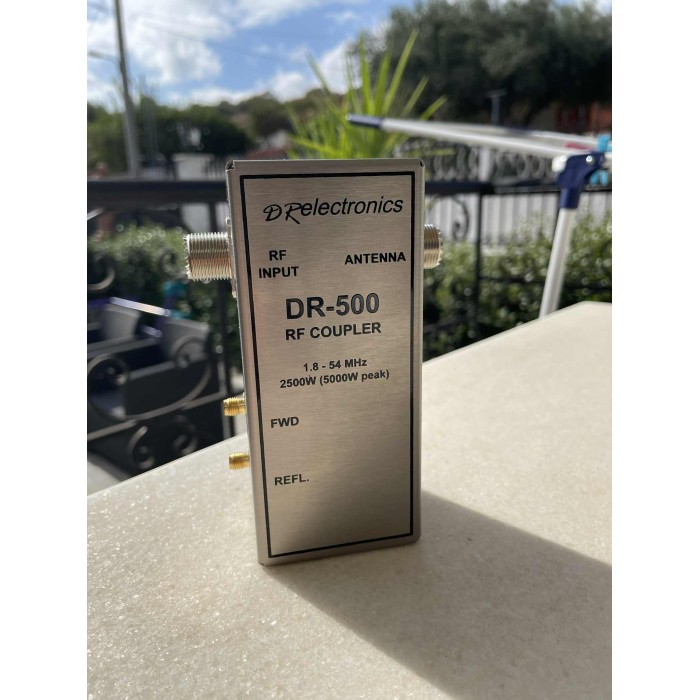 DRelectronics
RF
INPUT
ANTENNA
DR-500
RF COUPLER
1.8 - 54 MHz
2500W (5000W peak)
FWD
REFL.